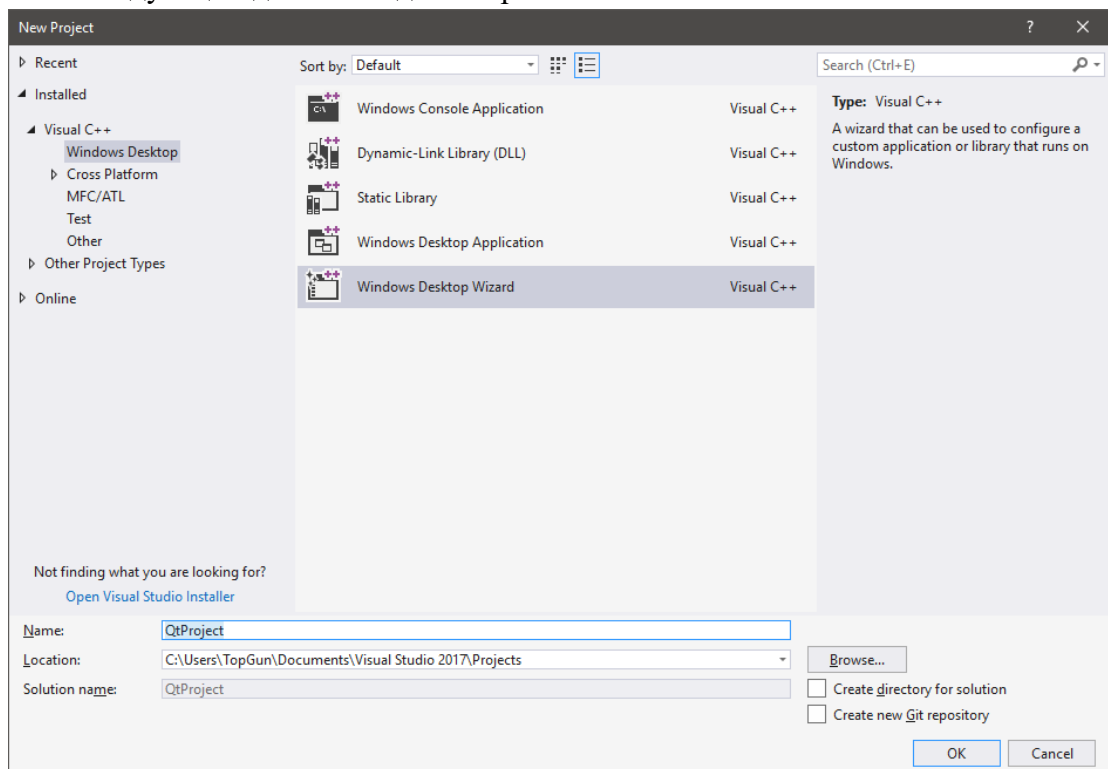 New Project
? ×
Recent
Installed
Visual C++
Windows Desktop
Cross Platform
MFC/ATL
Test
Other
Other Project Types
Online
Not finding what you are looking for?
Open Visual Studio Installer
Sort by: Default
Windows Console Application Visual C++
Dynamic-Link Library (DLL) Visual C++
Static Library Visual C++
Windows Desktop Application Visual C++
Windows Desktop Wizard Visual C++
Search (Ctrl+E)
Type: Visual C++
A wizard that can be used to configure a
custom application or library that runs on
Windows.
Name: QtProject
Location: C:\Users\TopGun\Documents\Visual Studio 2017\Projects
Browse...
Solution name: QtProject
Create directory for solution
Create new Git repository
OK Cancel